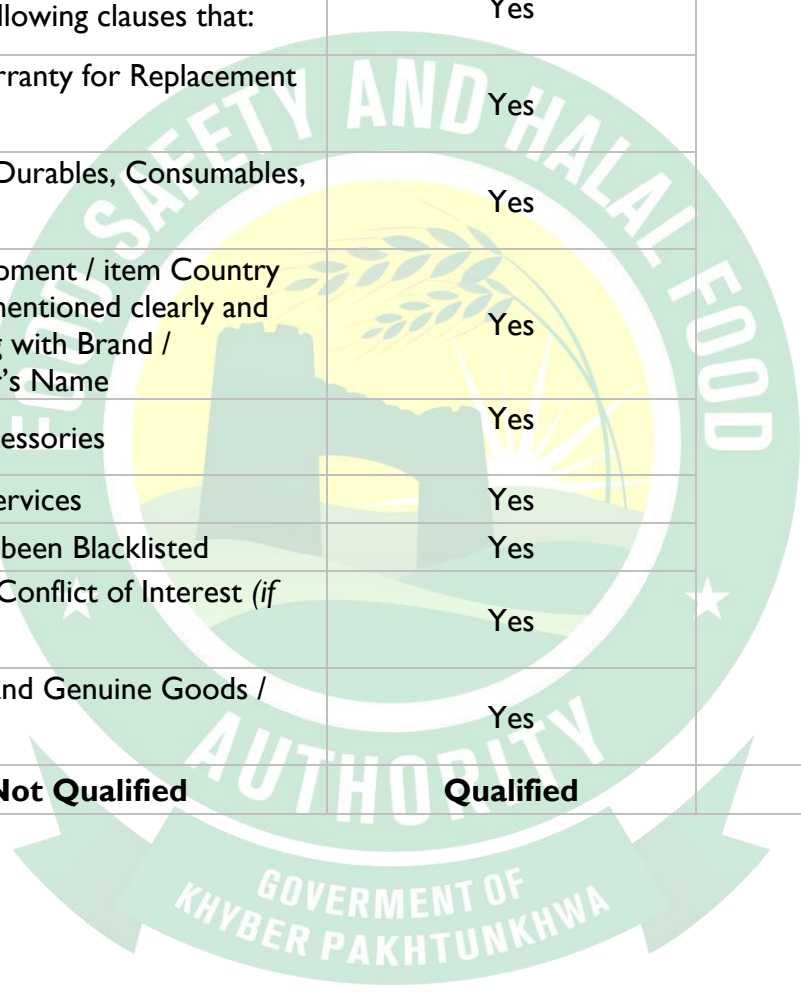 llowing clauses that: Yes
rranty for Replacement Yes
Durables, Consumables, Yes
pment / item Country
mentioned clearly and
g with Brand / Yes
r's Name
essories Yes
ervices Yes
been Blacklisted Yes
Conflict of Interest (if Yes
nd Genuine Goods / Yes
Not Qualified Qualified
FOOD SAFETY AND HALAL FOOD
AUTHORITY
GOVERMENT OF
KHYBER PAKHTUNKHWA